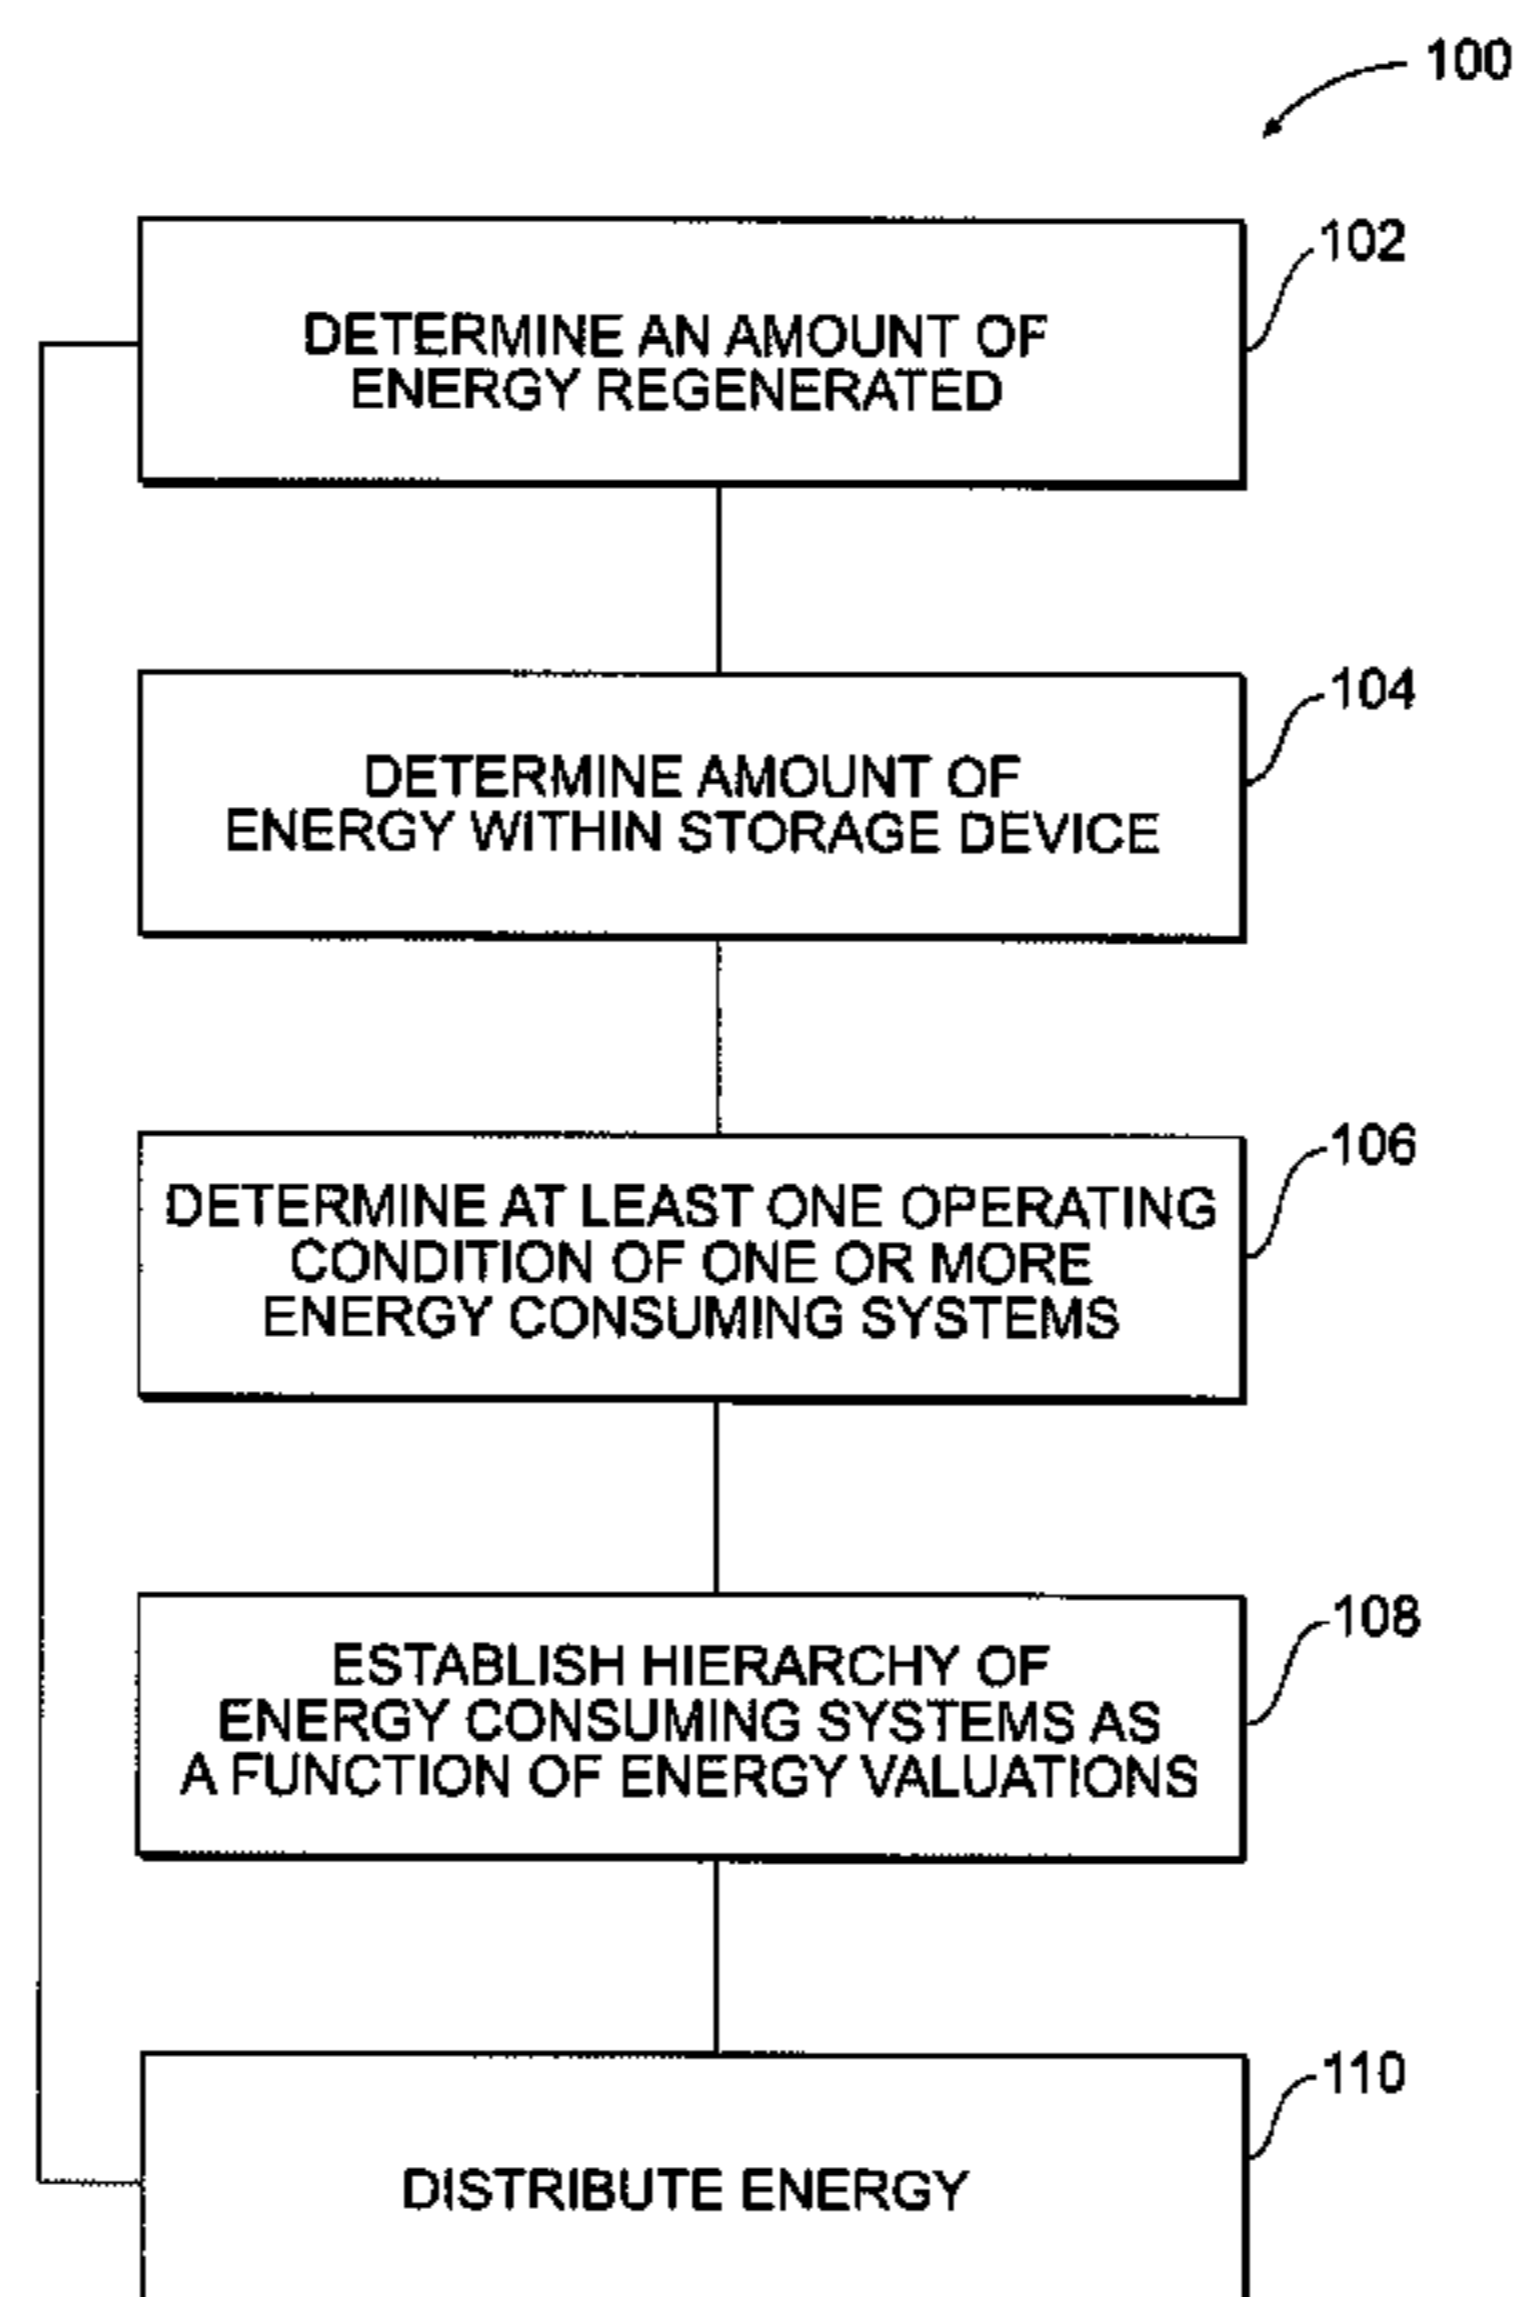 100
102
DETERMINE AN AMOUNT OF
ENERGY REGENERATED
104
DETERMINE AMOUNT OF
ENERGY WITHIN STORAGE DEVICE
106
DETERMINE AT LEAST ONE OPERATING
CONDITION OF ONE OR MORE
ENERGY CONSUMING SYSTEMS
108
ESTABLISH HIERARCHY OF
ENERGY CONSUMING SYSTEMS AS
A FUNCTION OF ENERGY VALUATIONS
110
DISTRIBUTE ENERGY